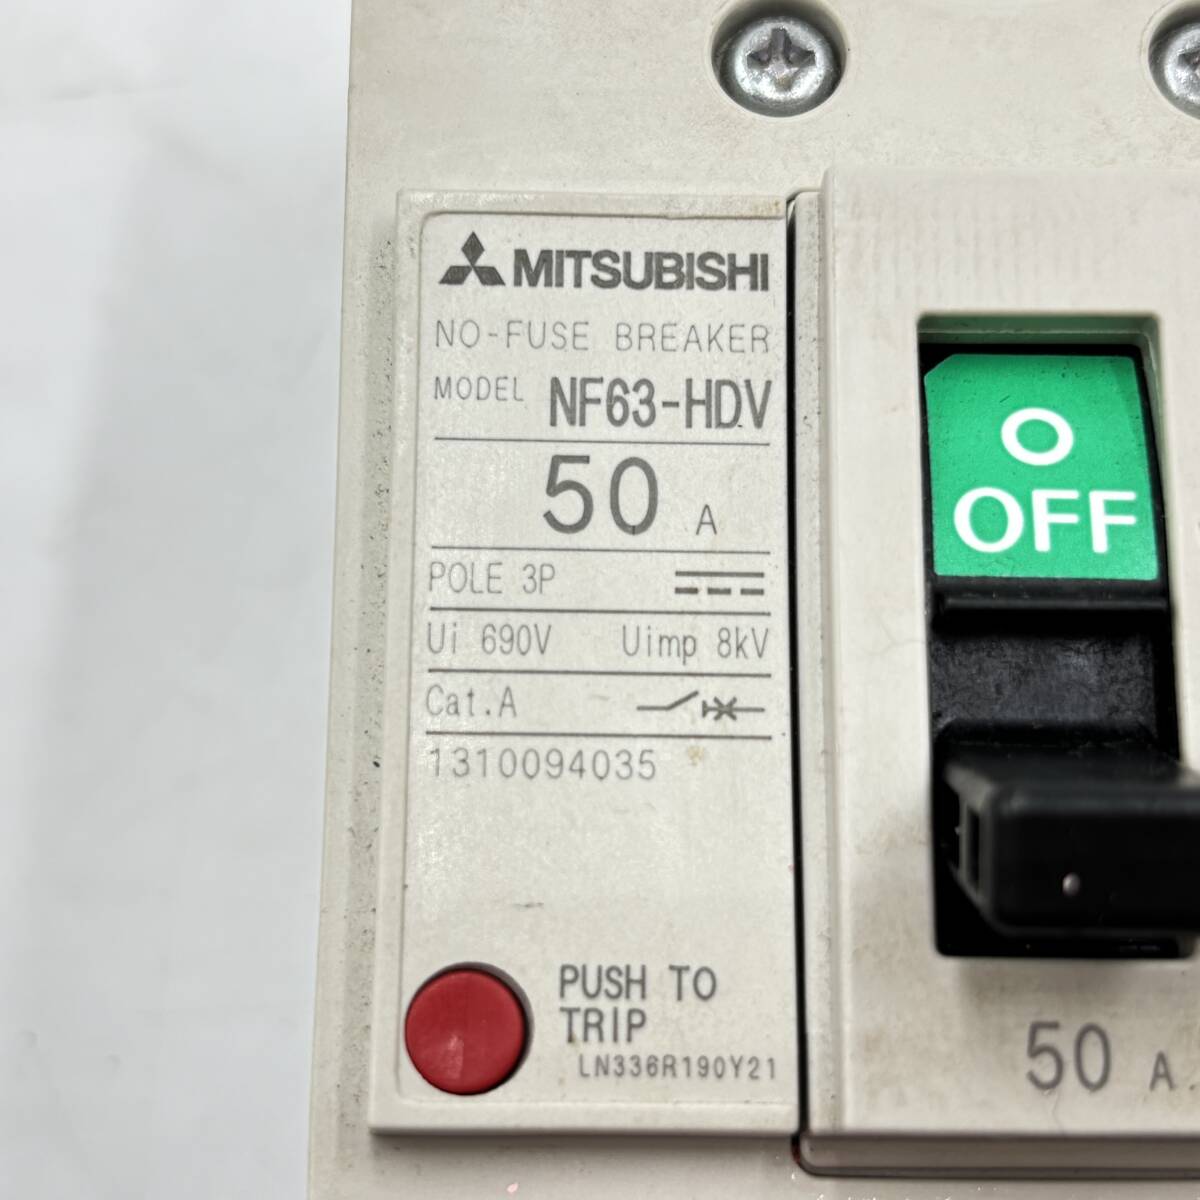 MITSUBISHI
NO-FUSE BREAKER
MODEL NF63-HDV
50 A
POLE 3P
Ui 690V Uimp 8kV
Cat.A
1310094035
PUSH TO
TRIP
LN336R190Y21
O
OFF
50 A